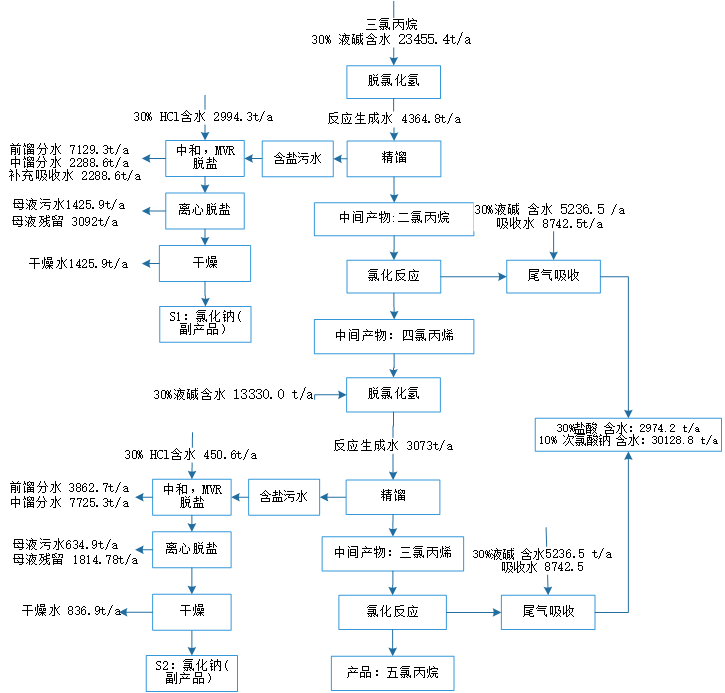 三氯丙烷
30% 液碱含水 23455.4t/a
脱氯化氢
30% HCl含水 2994.3t/a
反应生成水 4364.8t/a
前馏分水 7129.3t/a
中馏分水 2288.6t/a
补充吸收水 2288.6t/a
中和，MVR
脱盐
含盐污水
精馏
母液污水1425.9t/a
母液残留 3092t/a
离心脱盐
中间产物:二氯丙烷
30%液碱 含水 5236.5 /a
吸收水 8742.5t/a
干燥水1425.9t/a
干燥
氯化反应
尾气吸收
S1：氯化钠(
副产品)
中间产物：四氯丙烯
30%液碱含水 13330.0 t/a
脱氯化氢
30%盐酸 含水：2974.2 t/a
10% 次氯酸钠 含水：30128.8 t/a
反应生成水 3073t/a
30% HCl含水 450.6t/a
前馏分水 3862.7t/a
中馏分水 7725.3t/a
中和，MVR
脱盐
含盐污水
精馏
母液污水634.9t/a
母液残留 1814.78t/a
离心脱盐
中间产物：三氯丙烯
30%液碱 含水5236.5 t/a
吸收水 8742.5
干燥水 836.9t/a
干燥
氯化反应
尾气吸收
S2：氯化钠(
副产品)
产品：五氯丙烷